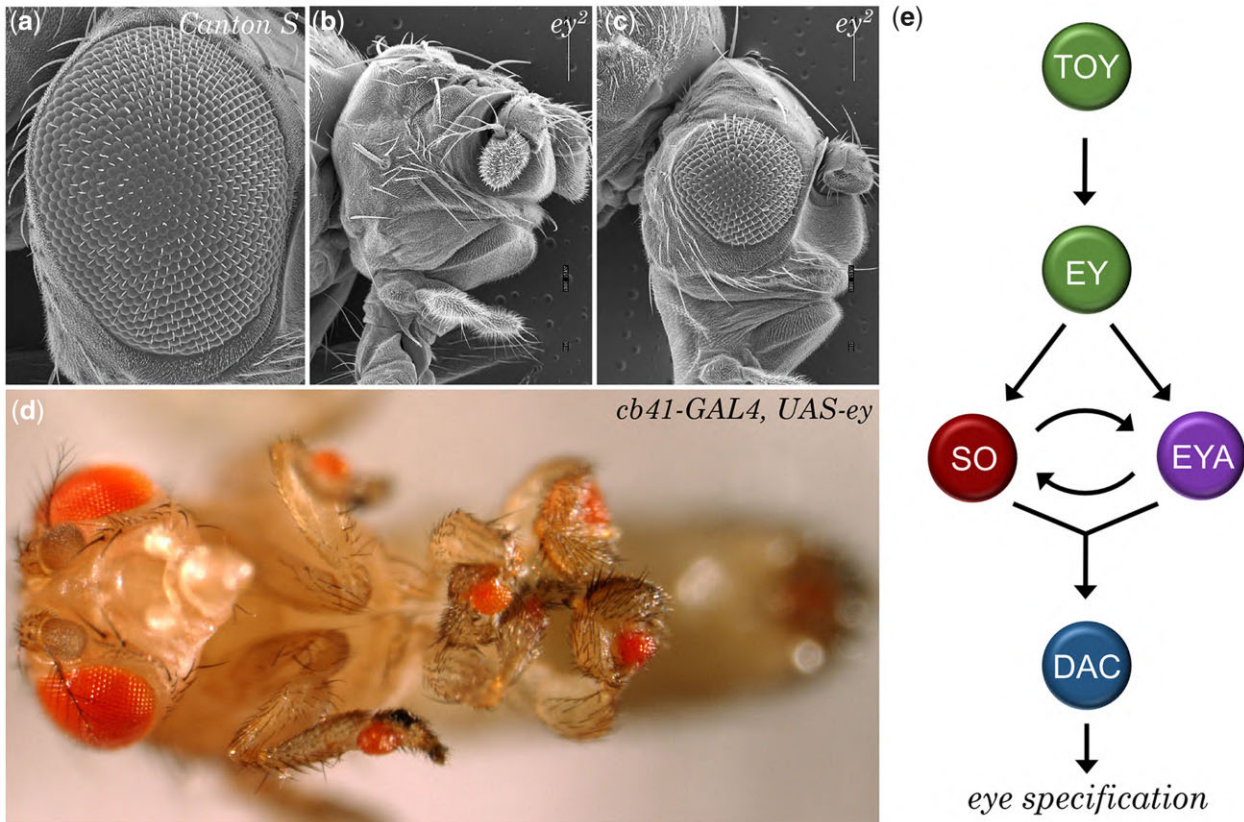 (a)
Canton S
(b)
ey²
(c)
ey²
(d)
cb41-GAL4, UAS-ey
(e)
TOY
EY
SO
EYA
DAC
eye specification